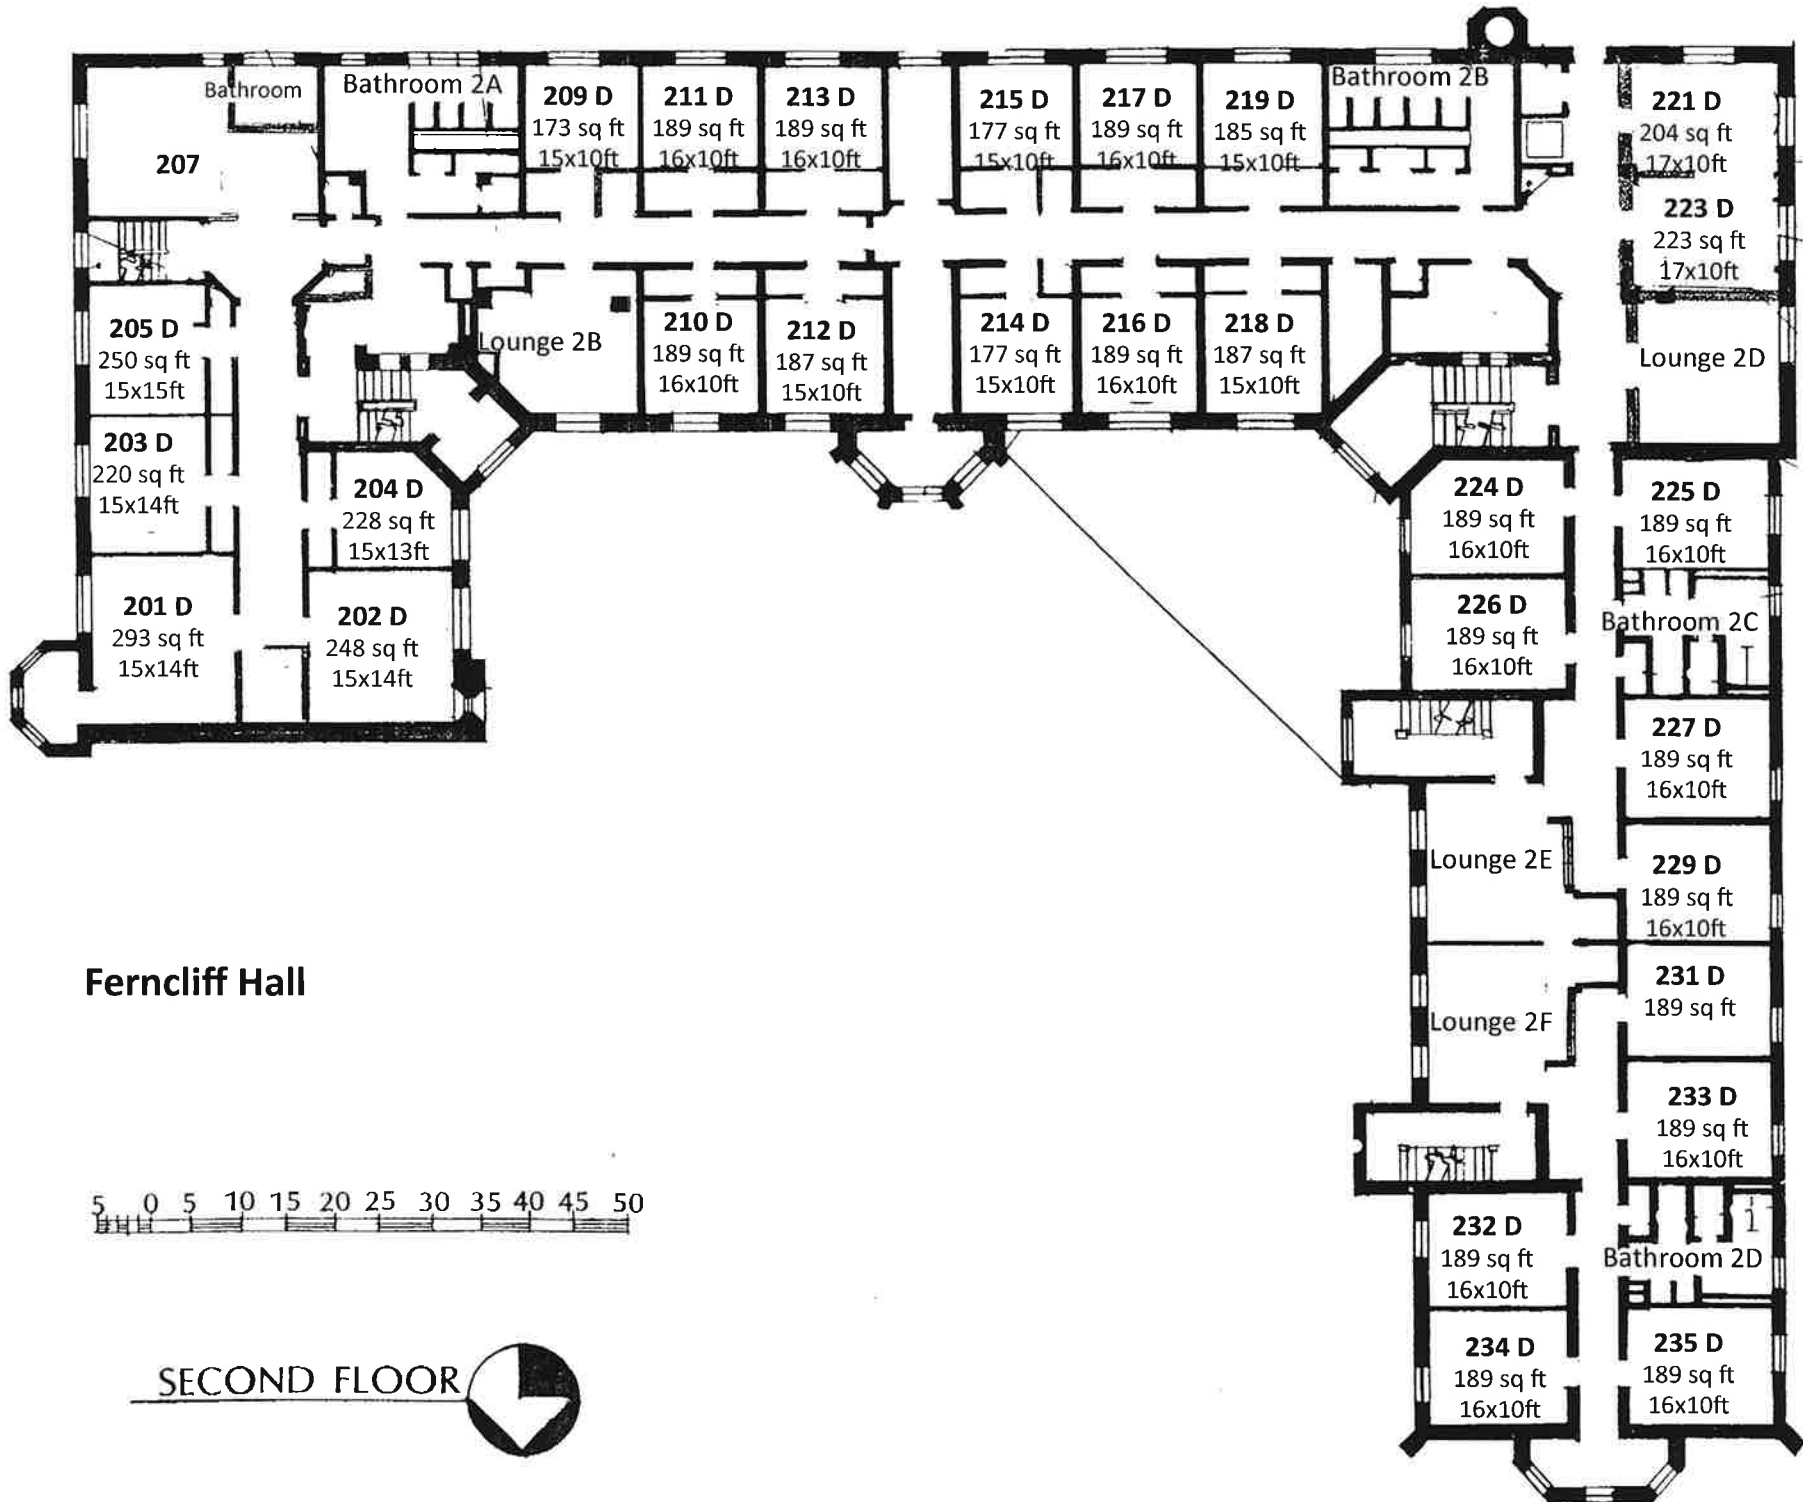 Bathroom
Bathroom 2A
207
209 D
173 sq ft
15x10ft
211 D
189 sq ft
16x10ft
213 D
189 sq ft
16x10ft
215 D
177 sq ft
15x10ft
217 D
189 sq ft
16x10ft
219 D
185 sq ft
15x10ft
Bathroom 2B
221 D
204 sq ft
17x10ft
223 D
223 sq ft
17x10ft
205 D
250 sq ft
15x15ft
Lounge 2B
210 D
189 sq ft
16x10ft
212 D
187 sq ft
15x10ft
214 D
177 sq ft
15x10ft
216 D
189 sq ft
16x10ft
218 D
187 sq ft
15x10ft
Lounge 2D
203 D
220 sq ft
15x14ft
204 D
228 sq ft
15x13ft
224 D
189 sq ft
16x10ft
225 D
189 sq ft
16x10ft
201 D
293 sq ft
15x14ft
202 D
248 sq ft
15x14ft
226 D
189 sq ft
16x10ft
Bathroom 2C
227 D
189 sq ft
16x10ft
Lounge 2E
229 D
189 sq ft
16x10ft
Ferncliff Hall
231 D
189 sq ft
Lounge 2F
233 D
189 sq ft
16x10ft
5 0 5 10 15 20 25 30 35 40 45 50
232 D
189 sq ft
16x10ft
Bathroom 2D
234 D
189 sq ft
16x10ft
235 D
189 sq ft
16x10ft
SECOND FLOOR